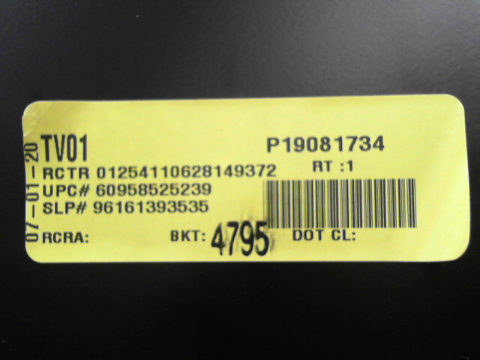 07-01-20
TV01 P19081734
RCTR 01254110628149372 RT :1
UPC# 60958525239
SLP# 96161393535
RCRA: BKT: 4795 DOT CL: